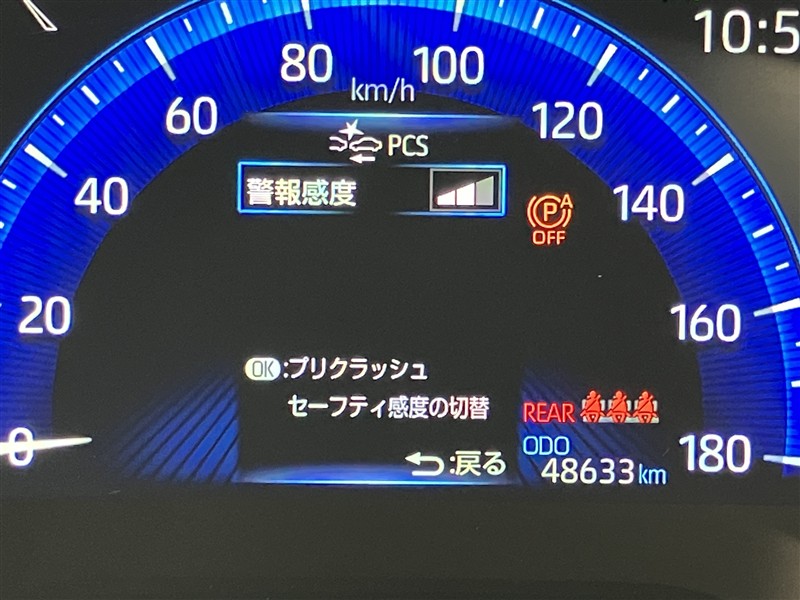 10:5
80
100
km/h
60
120
PCS
40
警報感度
140
P A
OFF
20
160
OK:プリクラッシュ
セーフティ感度の切替
REAR
0
:戻る
ODO
48633km
180